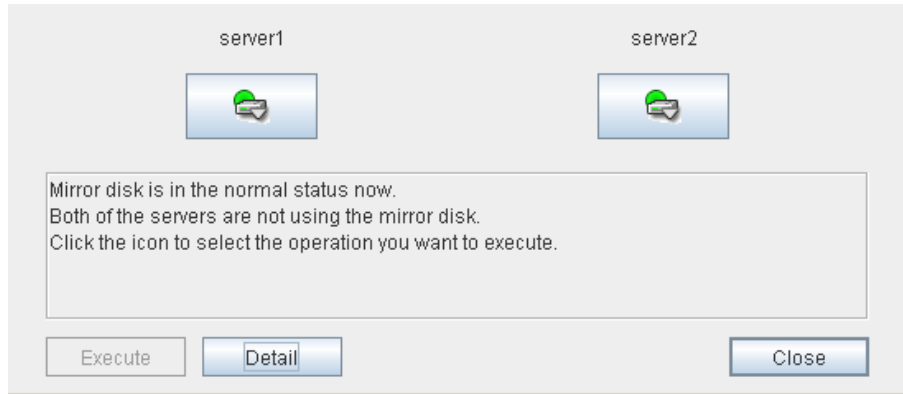 server1 server2
Mirror disk is in the normal status now.
Both of the servers are not using the mirror disk.
Click the icon to select the operation you want to execute.
Execute Detail Close